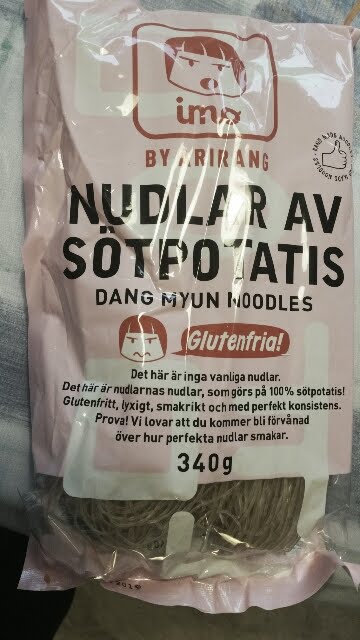 imo
BY ARIRANG
NUDLAR AV
SÖTPOTATIS
DANG MYUN NOODLES
Glutenfria!
Det här är inga vanliga nudlar.
Det här är nudlarnas nudlar, som görs på 100% sötpotatis!
Glutenfritt, lyxigt, smakrikt och med perfekt konsistens.
Prova! Vi lovar att du kommer bli förvånad
över hur perfekta nudlar smakar.
340g